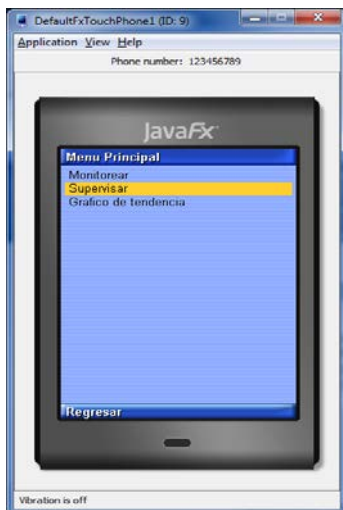 DefaultFxTouchPhone1 (ID: 9)
Application View Help
Phone number: 123456789
JavaFx
Menu Principal
Monitorear
Supervisar
Grafico de tendencia
Regresar
Vibration is off